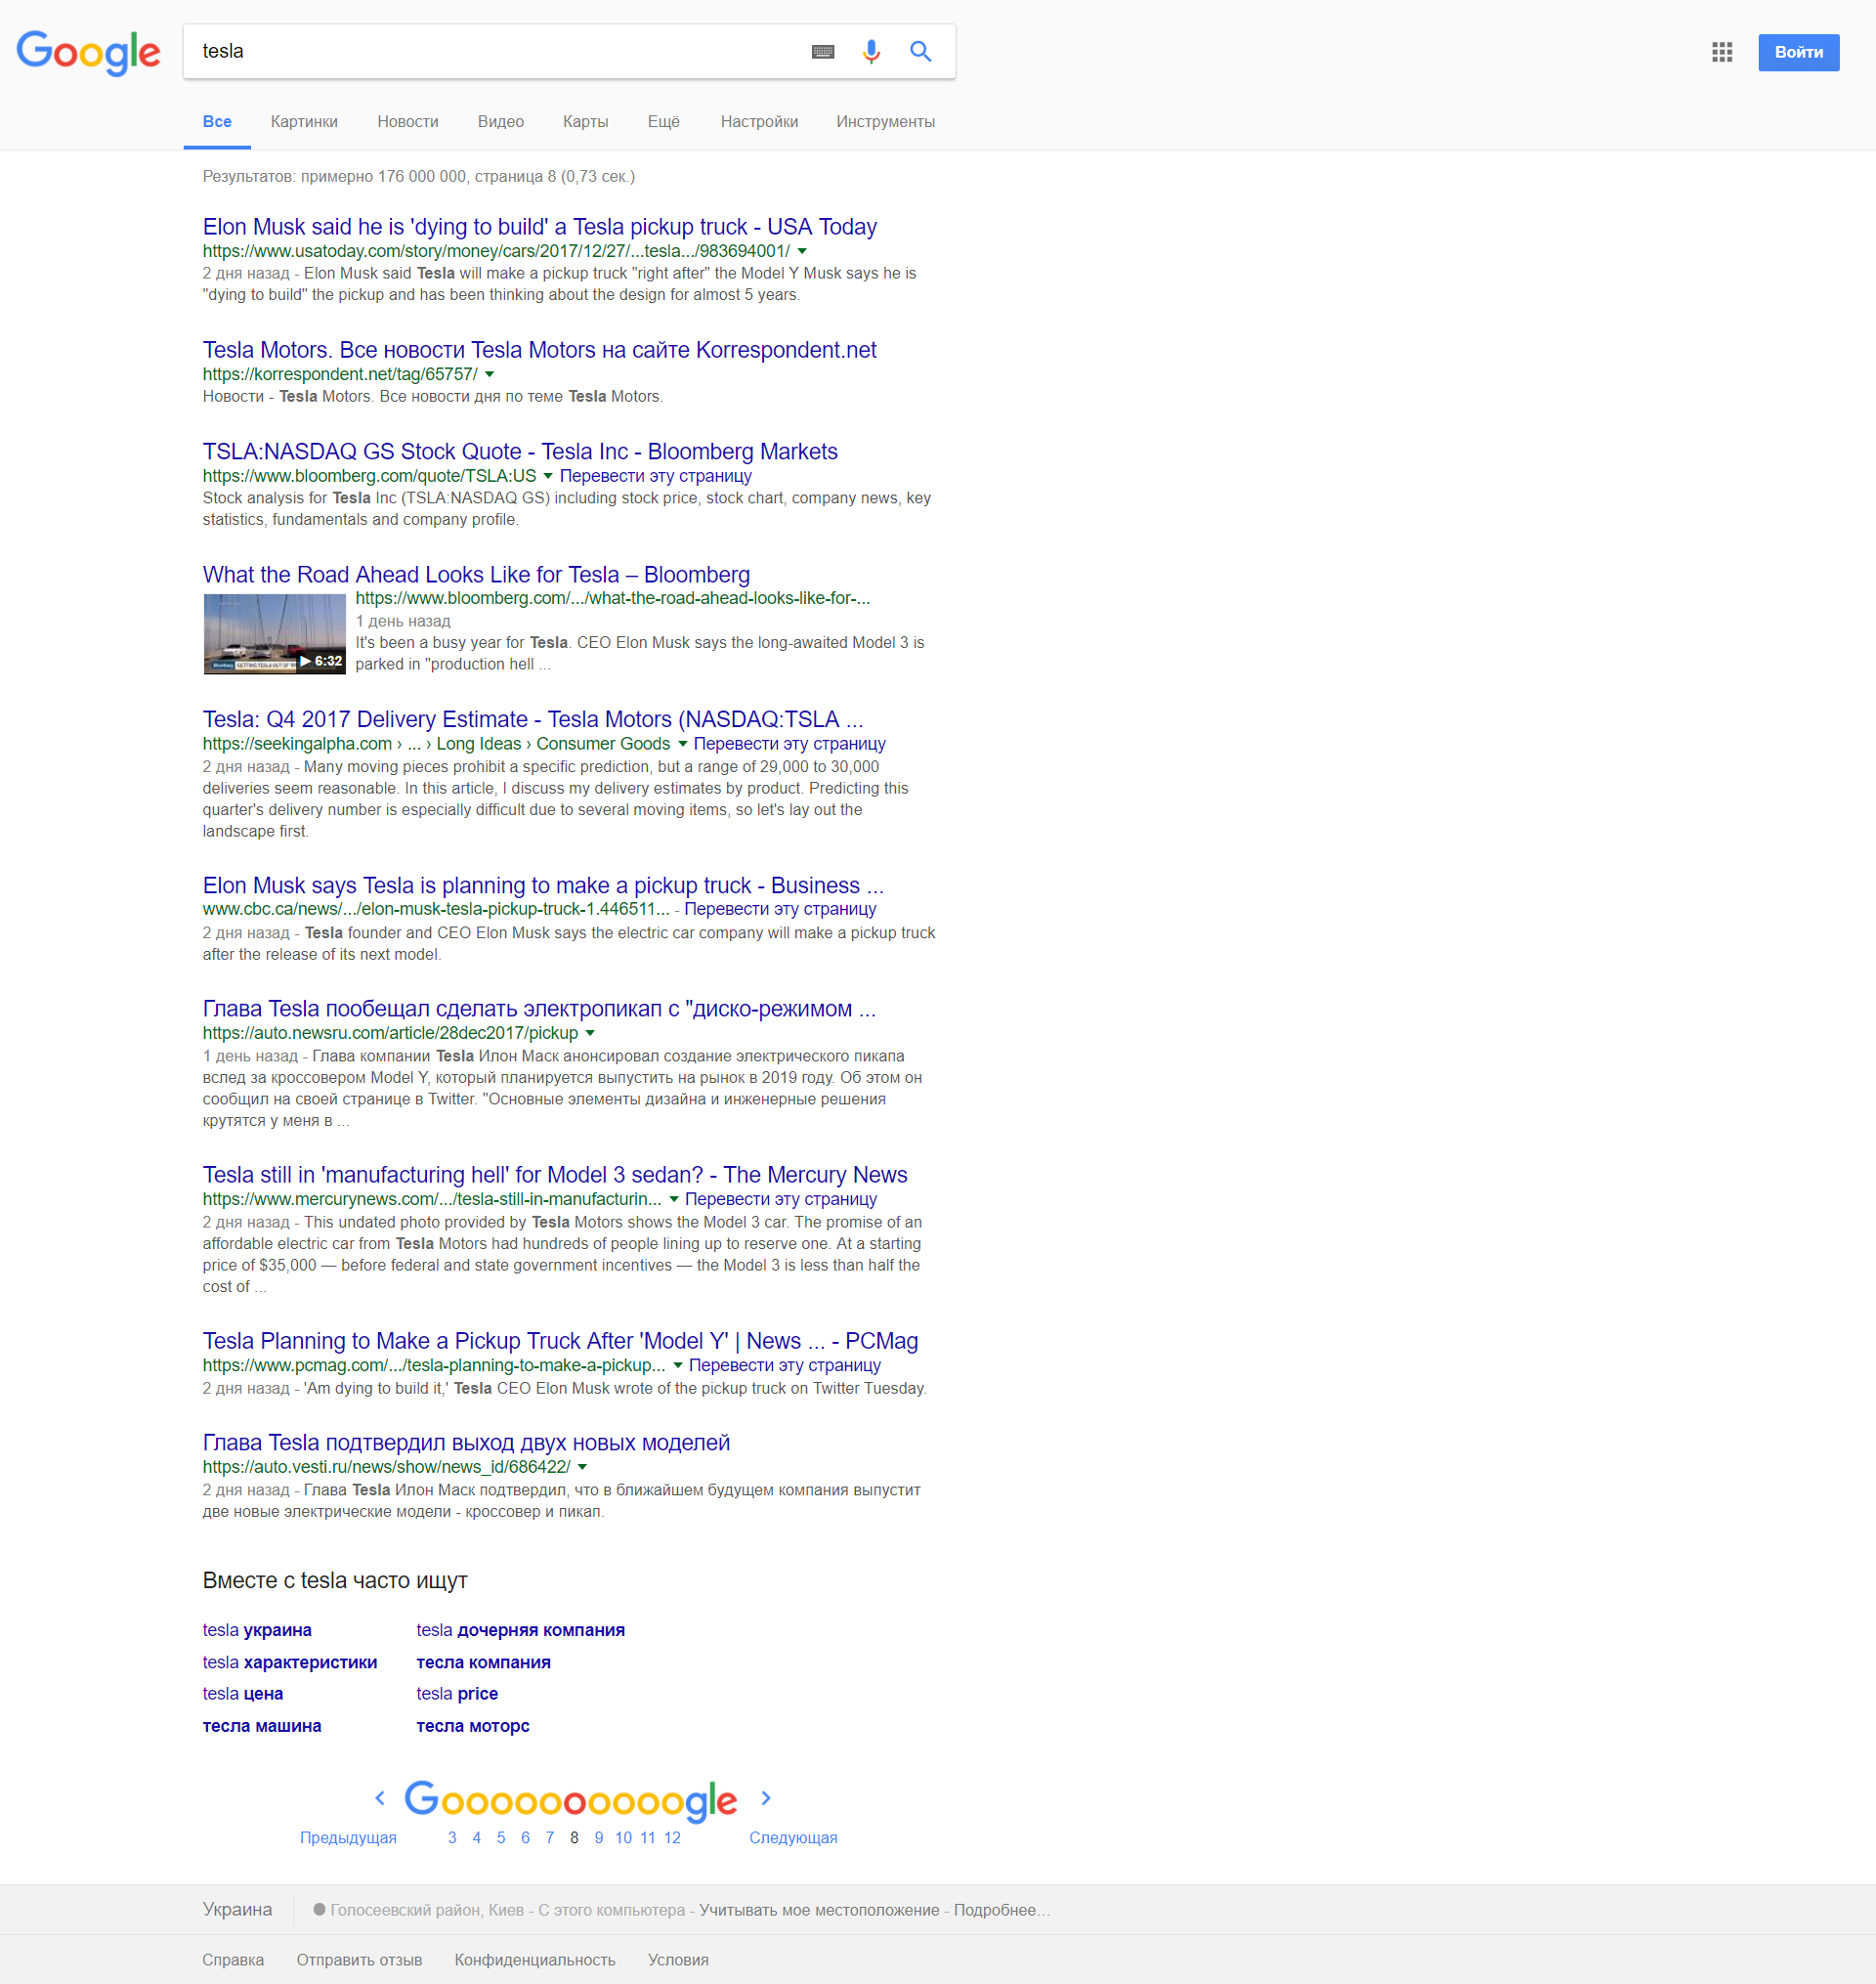 Google
tesla
Войти
Все Картинки Новости Видео Карты Ещё Настройки Инструменты
Результатов: примерно 176 000 000, страница 8 (0,73 сек.)
Elon Musk said he is 'dying to build' a Tesla pickup truck - USA Today
https://www.usatoday.com/story/money/cars/2017/12/27/...tesla.../983694001/
2 дня назад - Elon Musk said Tesla will make a pickup truck "right after" the Model Y Musk says he is
"dying to build" the pickup and has been thinking about the design for almost 5 years.
Tesla Motors. Все новости Tesla Motors на сайте Korrespondent.net
https://korrespondent.net/tag/65757/
Новости - Tesla Motors. Все новости дня по теме Tesla Motors.
TSLA:NASDAQ GS Stock Quote - Tesla Inc - Bloomberg Markets
https://www.bloomberg.com/quote/TSLA:US Перевести эту страницу
Stock analysis for Tesla Inc (TSLA:NASDAQ GS) including stock price, stock chart, company news, key
statistics, fundamentals and company profile.
What the Road Ahead Looks Like for Tesla – Bloomberg
https://www.bloomberg.com/.../what-the-road-ahead-looks-like-for-...
1 день назад
It's been a busy year for Tesla. CEO Elon Musk says the long-awaited Model 3 is
parked in "production hell ...
Bloomberg GETTING TESLA OUT OF 6:32
Tesla: Q4 2017 Delivery Estimate - Tesla Motors (NASDAQ:TSLA ...
https://seekingalpha.com › ... › Long Ideas › Consumer Goods Перевести эту страницу
2 дня назад - Many moving pieces prohibit a specific prediction, but a range of 29,000 to 30,000
deliveries seem reasonable. In this article, I discuss my delivery estimates by product. Predicting this
quarter's delivery number is especially difficult due to several moving items, so let's lay out the
landscape first.
Elon Musk says Tesla is planning to make a pickup truck - Business ...
www.cbc.ca/news/.../elon-musk-tesla-pickup-truck-1.446511... - Перевести эту страницу
2 дня назад - Tesla founder and CEO Elon Musk says the electric car company will make a pickup truck
after the release of its next model.
Глава Tesla пообещал сделать электропикап с "диско-режимом ...
https://auto.newsru.com/article/28dec2017/pickup
1 день назад - Глава компании Tesla Илон Маск анонсировал создание электрического пикапа
вслед за кроссовером Model Y, который планируется выпустить на рынок в 2019 году. Об этом он
сообщил на своей странице в Twitter. "Основные элементы дизайна и инженерные решения
крутятся у меня в ...
Tesla still in 'manufacturing hell' for Model 3 sedan? - The Mercury News
https://www.mercurynews.com/.../tesla-still-in-manufacturin... Перевести эту страницу
2 дня назад - This undated photo provided by Tesla Motors shows the Model 3 car. The promise of an
affordable electric car from Tesla Motors had hundreds of people lining up to reserve one. At a starting
price of $35,000 — before federal and state government incentives — the Model 3 is less than half the
cost of ...
Tesla Planning to Make a Pickup Truck After 'Model Y' | News ... - PCMag
https://www.pcmag.com/.../tesla-planning-to-make-a-pickup... Перевести эту страницу
2 дня назад - 'Am dying to build it,' Tesla CEO Elon Musk wrote of the pickup truck on Twitter Tuesday.
Глава Tesla подтвердил выход двух новых моделей
https://auto.vesti.ru/news/show/news_id/686422/
2 дня назад - Глава Tesla Илон Маск подтвердил, что в ближайшем будущем компания выпустит
две новые электрические модели - кроссовер и пикап.
Вместе с tesla часто ищут
tesla украина tesla дочерняя компания
tesla характеристики тесла компания
tesla цена tesla price
тесла машина тесла моторс
Goooooooooogle
Предыдущая 3 4 5 6 7 8 9 10 11 12 Следующая
Украина Голосеевский район, Киев - С этого компьютера - Учитывать мое местоположение - Подробнее...
Справка Отправить отзыв Конфиденциальность Условия